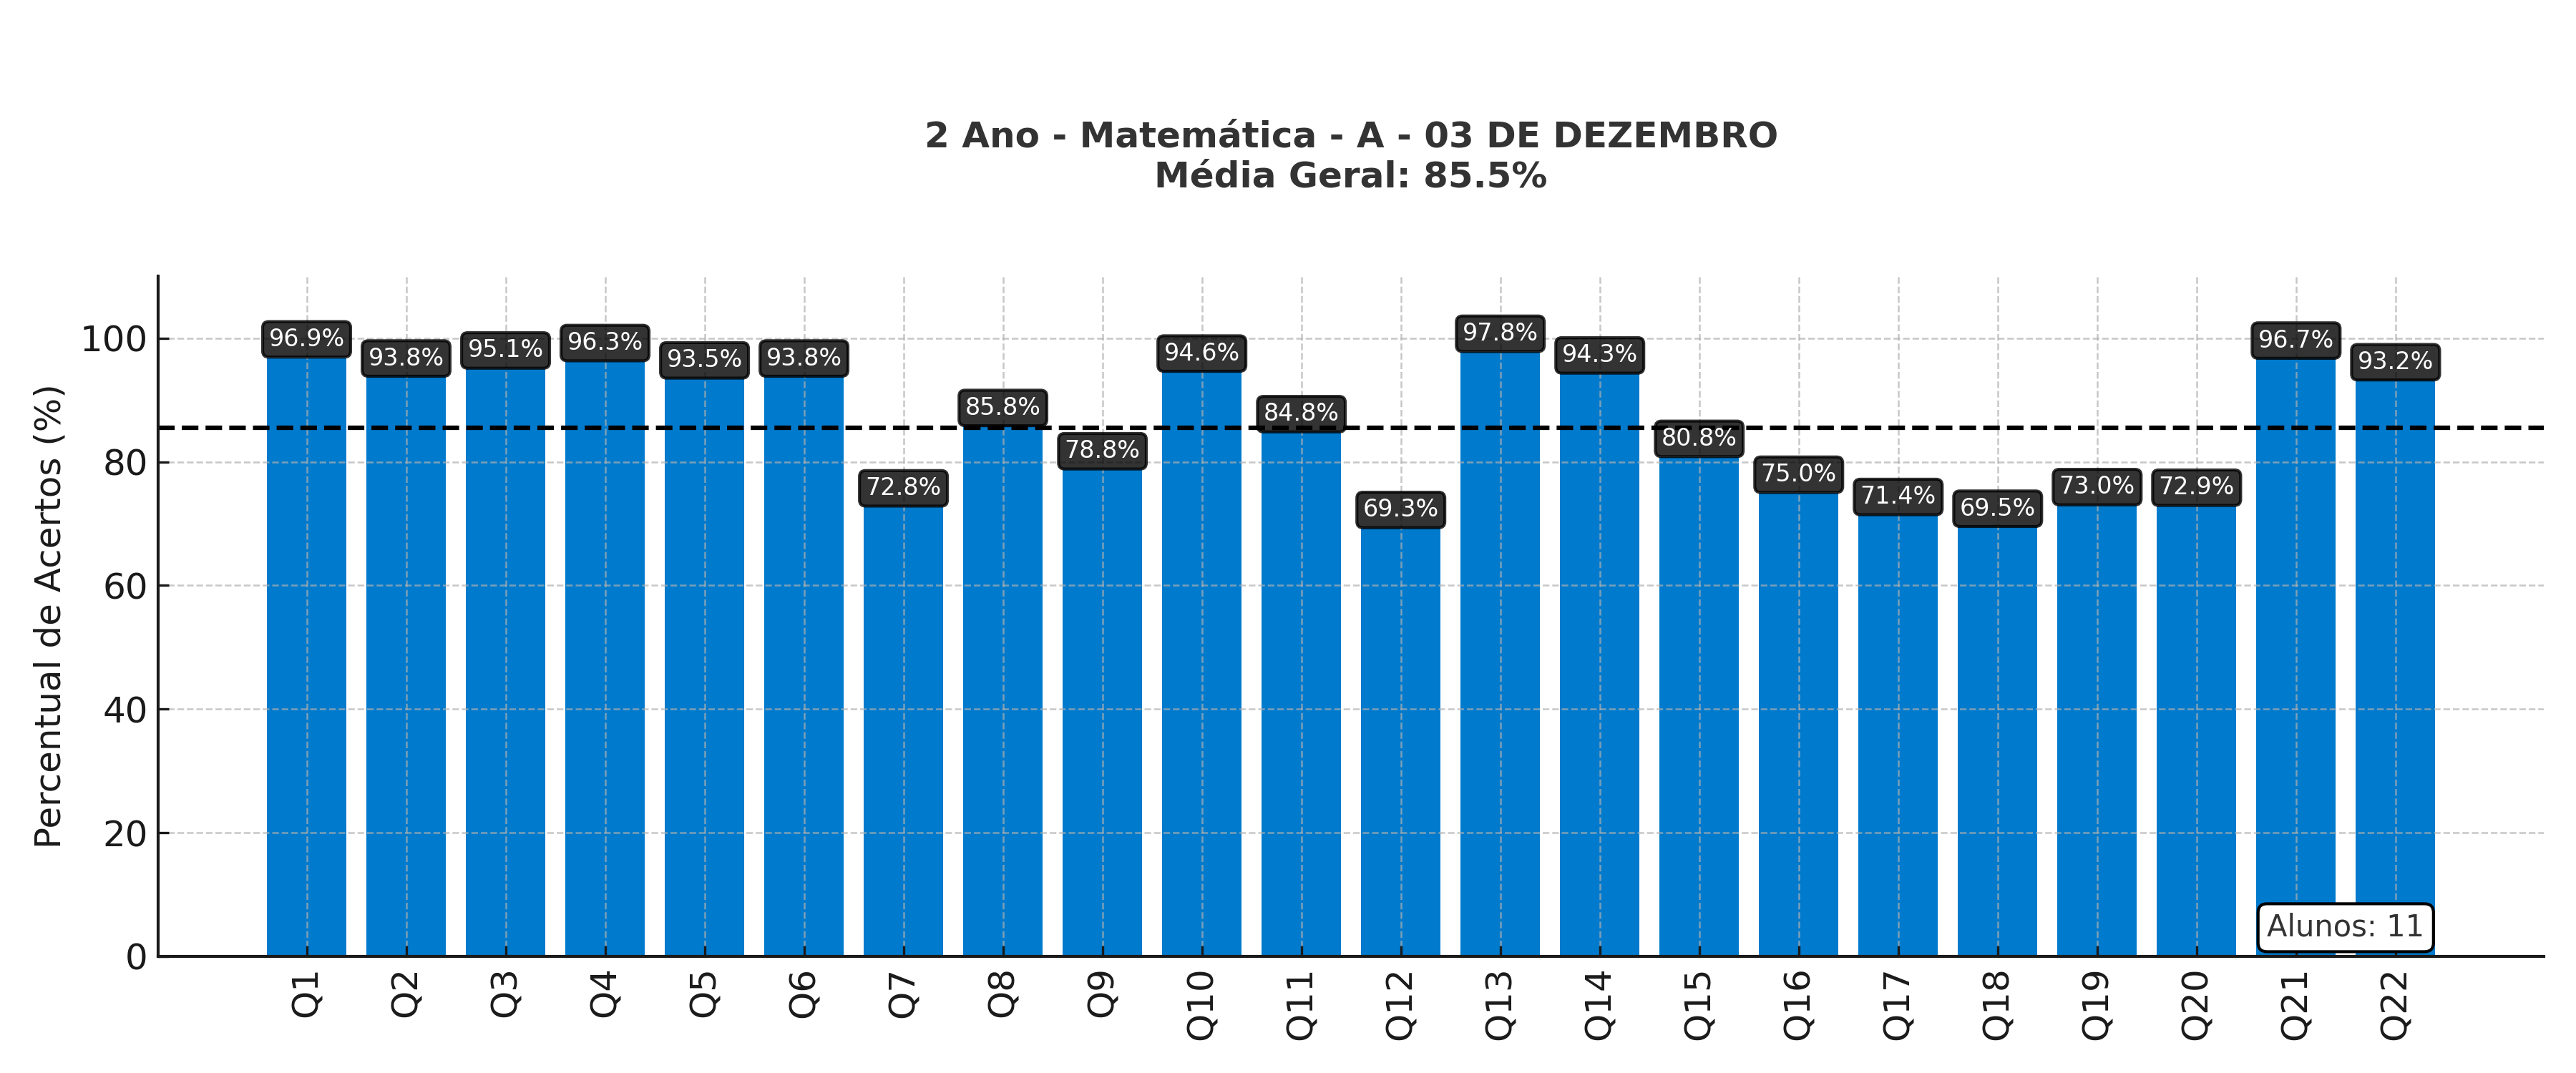 2 Ano - Matemática - A - 03 DE DEZEMBRO
Média Geral: 85.5%
Percentual de Acertos (%)
100
80
60
40
20
0
96.9%
93.8%
95.1%
96.3%
93.5%
93.8%
72.8%
85.8%
78.8%
94.6%
84.8%
69.3%
97.8%
94.3%
80.8%
75.0%
71.4%
69.5%
73.0%
72.9%
96.7%
93.2%
Alunos: 11
Q1
Q2
Q3
Q4
Q5
Q6
Q7
Q8
Q9
Q10
Q11
Q12
Q13
Q14
Q15
Q16
Q17
Q18
Q19
Q20
Q21
Q22